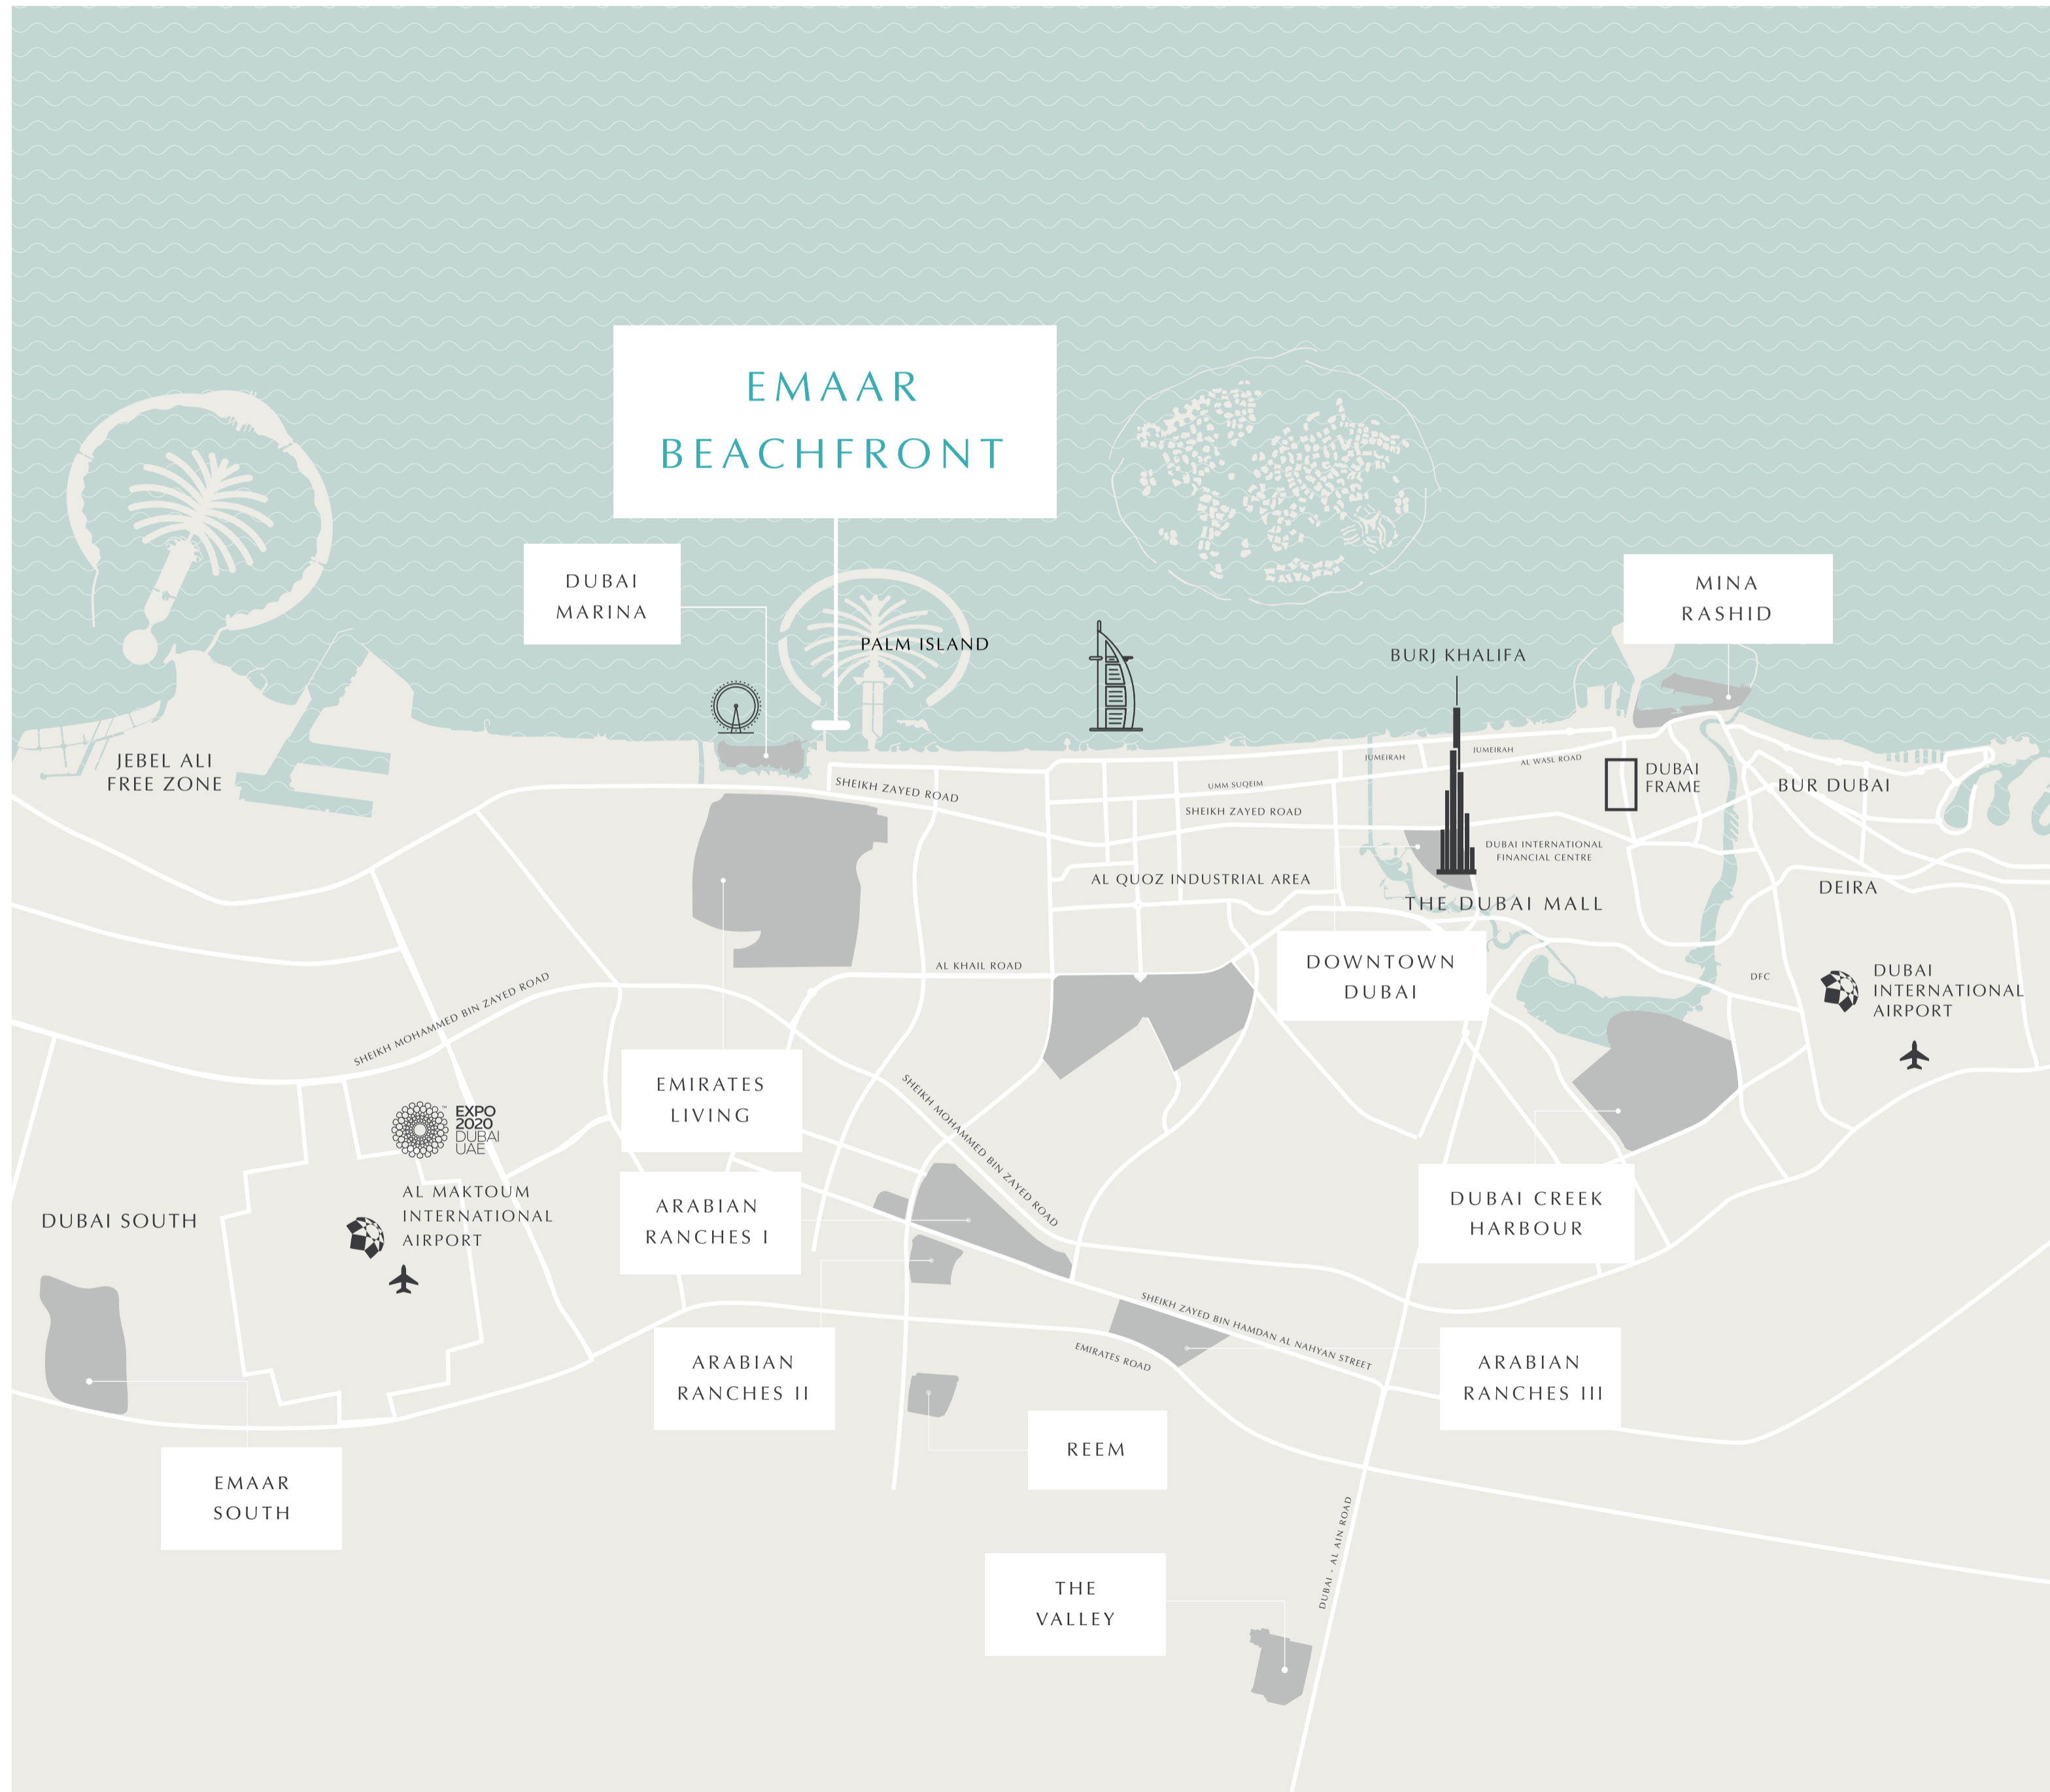 EMAAR
BEACHFRONT
DUBAI
MARINA
MINA
RASHID
PALM ISLAND
BURJ KHALIFA
JEBEL ALI
FREE ZONE
SHEIKH ZAYED ROAD
JUMEIRAH
JUMEIRAH
AL WASL ROAD
UMM SUQEIM
SHEIKH ZAYED ROAD
DUBAI
FRAME
BUR DUBAI
DUBAI INTERNATIONAL
FINANCIAL CENTRE
AL QUOZ INDUSTRIAL AREA
THE DUBAI MALL
DEIRA
DOWNTOWN
DUBAI
AL KHAIL ROAD
DFC
DUBAI
INTERNATIONAL
AIRPORT
SHEIKH MOHAMMED BIN ZAYED ROAD
EMIRATES
LIVING
SHEIKH MOHAMMED BIN ZAYED ROAD
EXPO
2020
DUBAI
UAE
™
AL MAKTOUM
INTERNATIONAL
AIRPORT
DUBAI SOUTH
ARABIAN
RANCHES I
DUBAI CREEK
HARBOUR
SHEIKH ZAYED BIN HAMDAN AL NAHYAN STREET
EMIRATES ROAD
ARABIAN
RANCHES II
ARABIAN
RANCHES III
REEM
EMAAR
SOUTH
DUBAI - AL AIN ROAD
THE
VALLEY